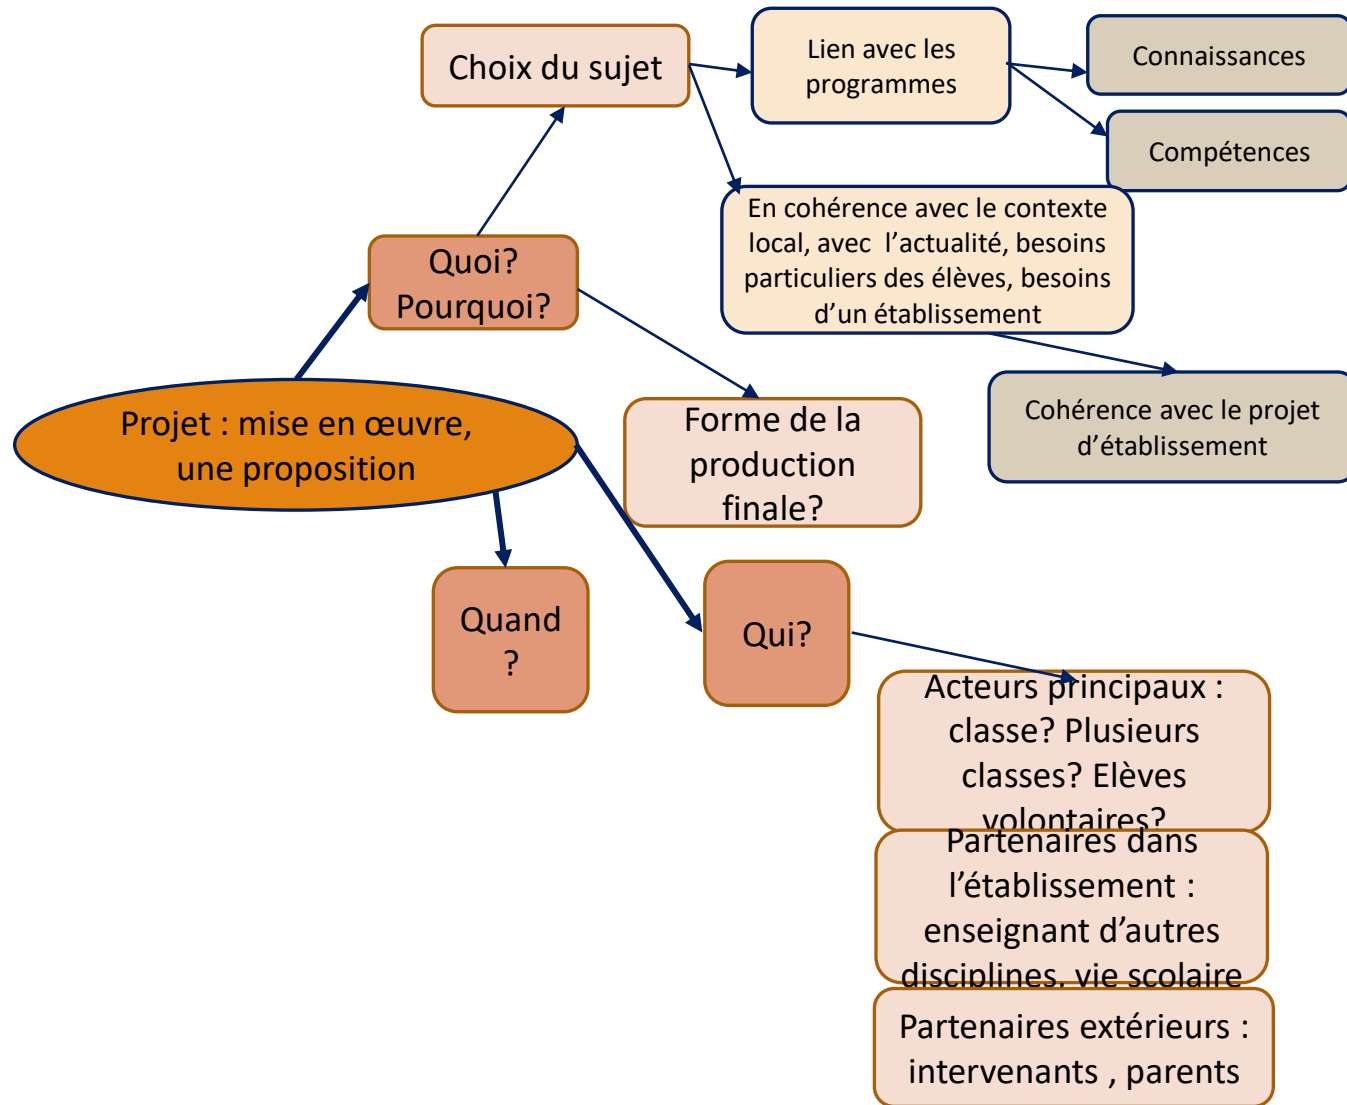 Choix du sujet
Lien avec les
programmes
Connaissances
Compétences
En cohérence avec le contexte
local, avec  l’actualité, besoins
particuliers des élèves, besoins
d’un établissement
Quoi?
Pourquoi?
Cohérence avec le projet
d’établissement
Projet : mise en œuvre,
une proposition
Forme de la
production
finale?
Quand
?
Qui?
Acteurs principaux :
classe? Plusieurs
classes? Elèves
volontaires?
Partenaires dans
l’établissement :
enseignant d’autres
disciplines, vie scolaire
Partenaires extérieurs :
intervenants , parents